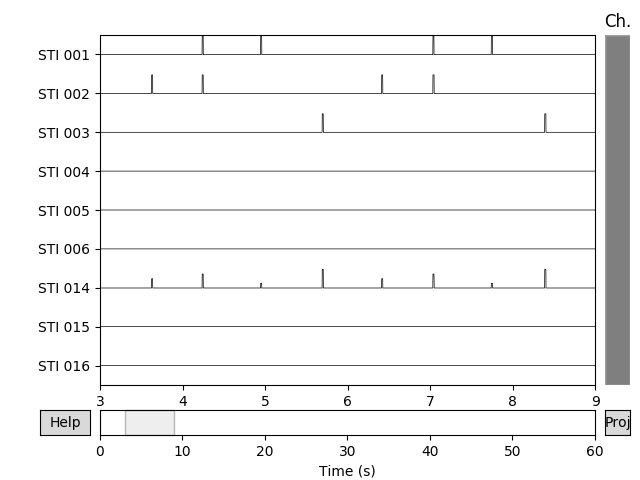 Ch.
STI 001
STI 002
STI 003
STI 004
STI 005
STI 006
STI 014
STI 015
STI 016
3 4 5 6 7 8 9
Help
Proj
0 10 20 30 40 50 60
Time (s)